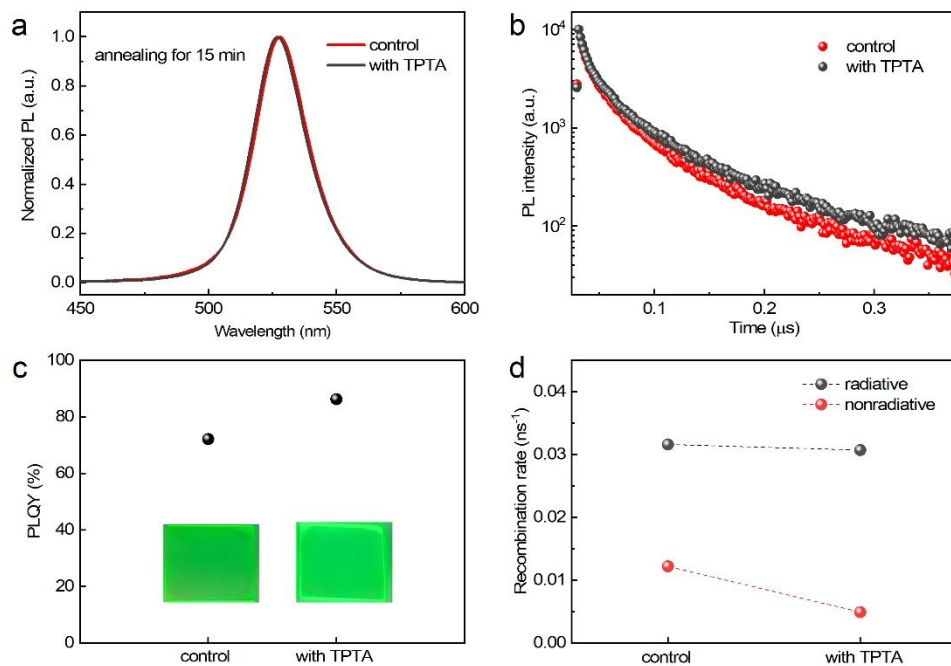 a
annealing for 15 min
control
with TPTA
Normalized PL (a.u.)
1.0
0.8
0.6
0.4
0.2
0.0
450
500
550
600
Wavelength (nm)
b
control
with TPTA
PL intensity (a.u.)
10⁴
10³
10²
0.1
0.2
0.3
Time (μs)
c
PLQY (%)
100
80
60
40
20
0
control
with TPTA
d
radiative
nonradiative
Recombination rate (ns⁻¹)
0.04
0.03
0.02
0.01
0.00
control
with TPTA